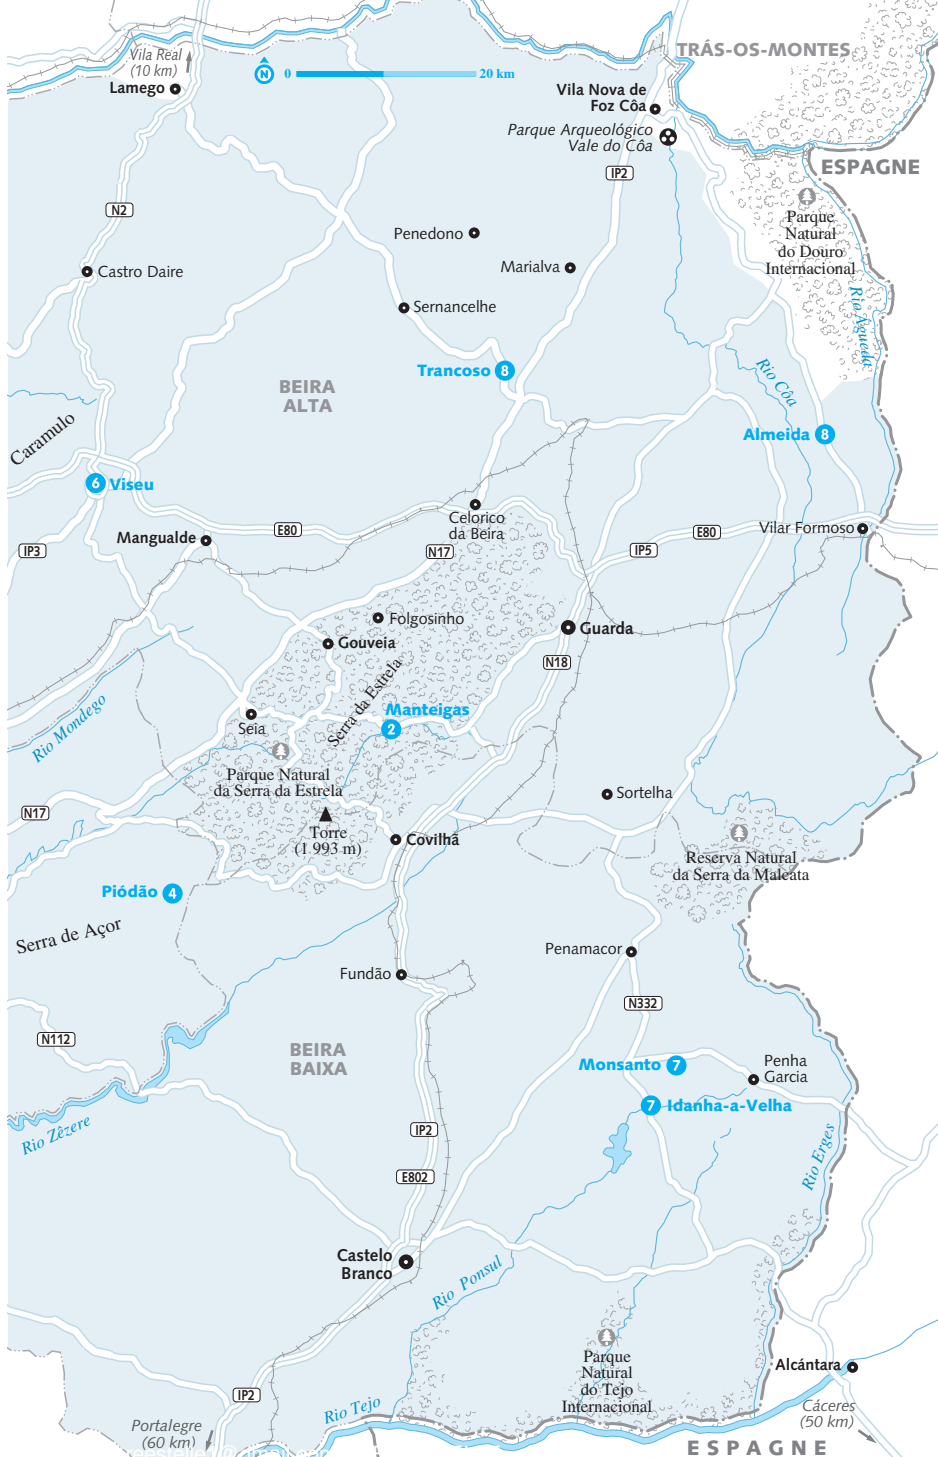 Vila Real
(10 km)
Lamego
N
0
20 km
TRÁS-OS-MONTES
Vila Nova de
Foz Côa
Parque Arqueológico
Vale do Côa
ESPAGNE
IP2
Parque
Natural
do Douro
Internacional
N2
Penedono
Marialva
Castro Daire
Sernancelhe
Rio Águeda
Trancoso 8
BEIRA
ALTA
Rio Côa
Caramulo
Almeida 8
6 Viseu
Celorico
da Beira
E80
Mangualde
N17
IP3
IP5
E80
Vilar Formoso
Folgosinho
Gouveia
Guarda
N18
Serra da Estrela
Manteigas
2
Seia
Rio Mondego
Parque Natural
da Serra da Estrela
Sortelha
N17
Torre
(1 993 m)
Covilhã
Reserva Natural
da Serra da Malcata
Piódão 4
Serra de Açor
Penamacor
Fundão
N332
N112
BEIRA
BAIXA
Monsanto 7
Penha
Garcia
7 Idanha-a-Velha
Rio Zêzere
IP2
Rio Erges
E802
Castelo
Branco
Rio Ponsul
Parque
Natural
do Tejo
Internacional
Alcántara
IP2
Rio Tejo
Cáceres
(50 km)
Portalegre
(60 km)
ESPAGNE